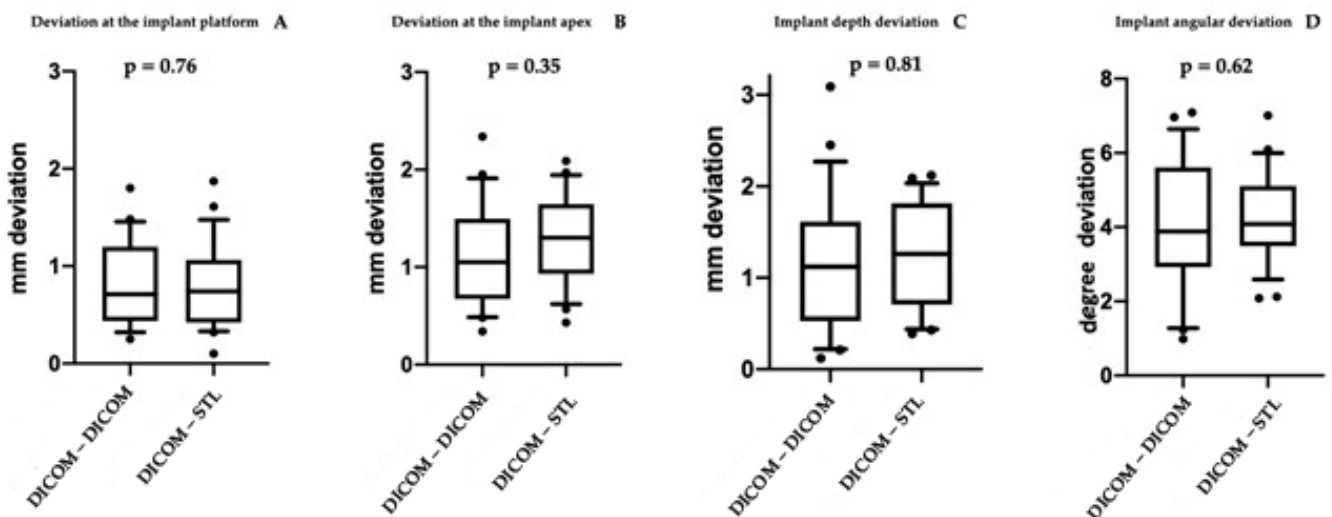 Deviation at the implant platform A
p = 0.76
3
2
1
0
mm deviation
DICOM – DICOM
DICOM – STL
Deviation at the implant apex B
p = 0.35
3
2
1
0
mm deviation
DICOM – DICOM
DICOM – STL
Implant depth deviation C
p = 0.81
3
2
1
0
mm deviation
DICOM – DICOM
DICOM – STL
Implant angular deviation D
p = 0.62
8
6
4
2
0
degree deviation
DICOM – DICOM
DICOM – STL